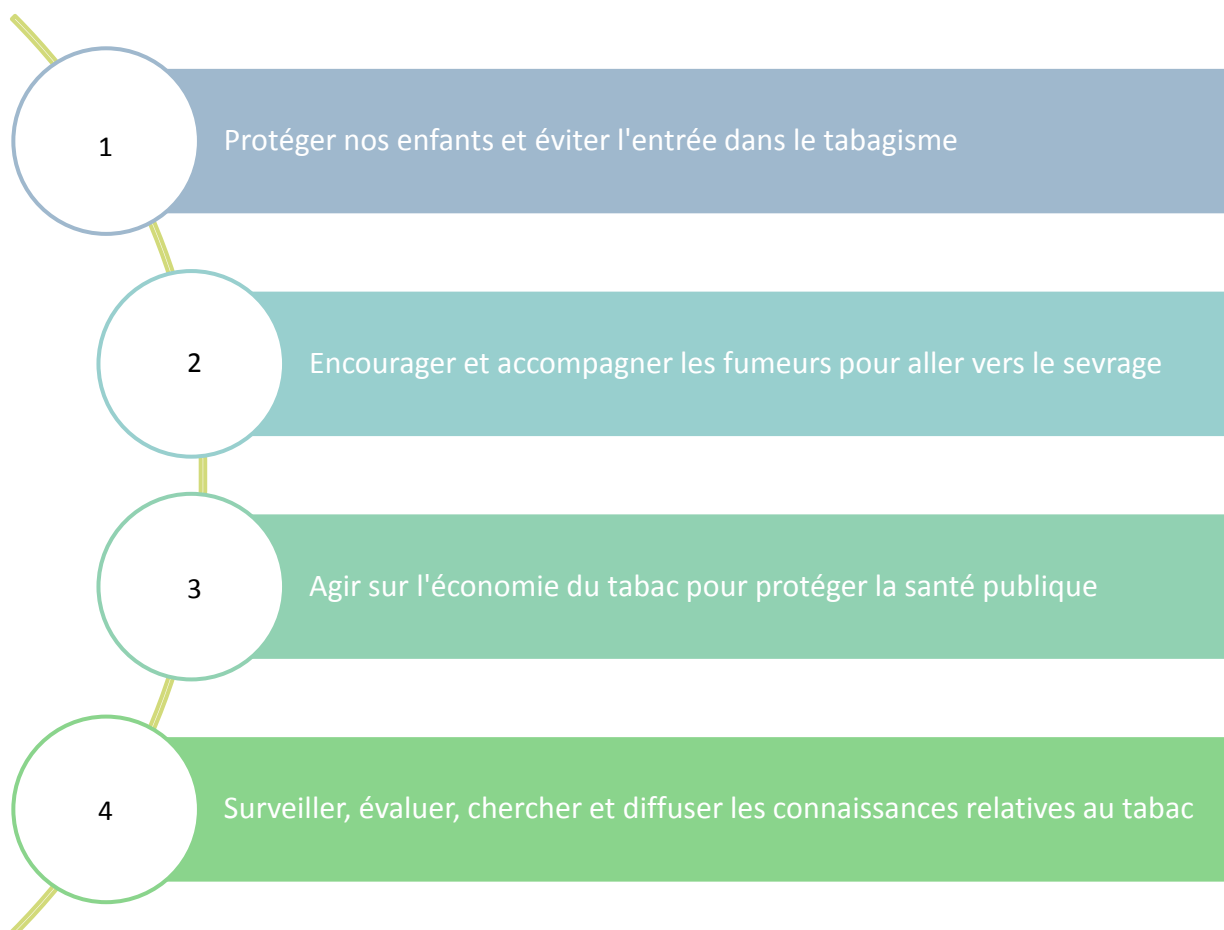 1
Protéger nos enfants et éviter l'entrée dans le tabagisme
2
Encourager et accompagner les fumeurs pour aller vers le sevrage
3
Agir sur l'économie du tabac pour protéger la santé publique
4
Surveiller, évaluer, chercher et diffuser les connaissances relatives au tabac